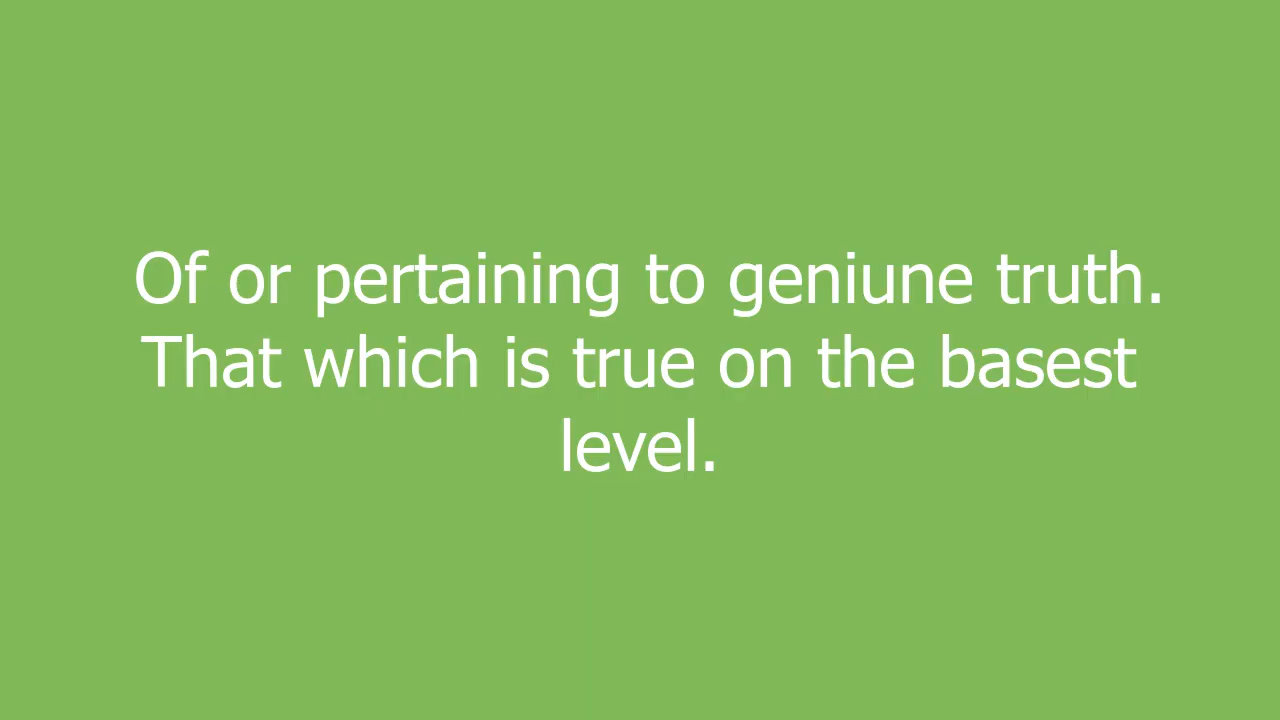 Of or pertaining to geniune truth.
That which is true on the basest
level.